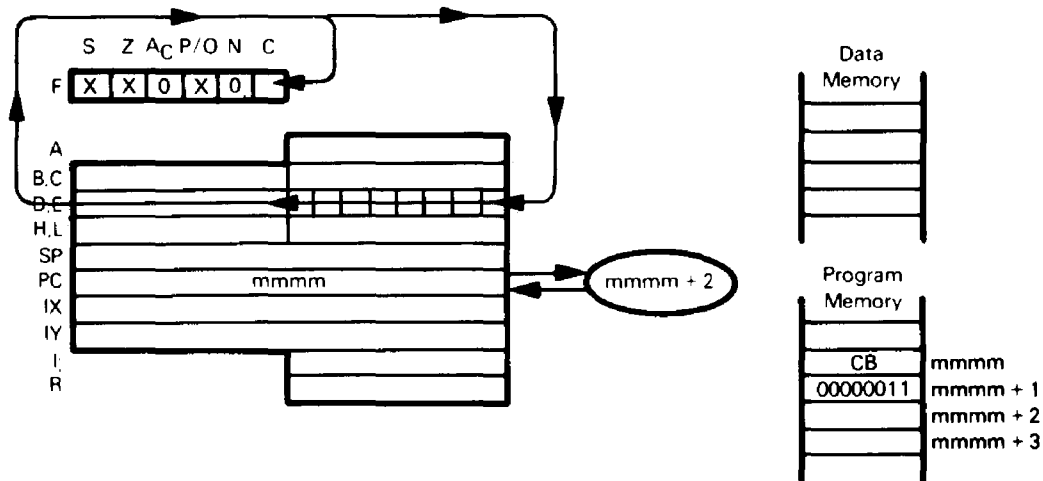 S Z AC P/O N C
F X X 0 X 0
A
B,C
D,E
H,L
SP
PC mmmm
IX
IY
I
R
mmmm + 2
Data
Memory
Program
Memory
CB mmmm
00000011 mmmm + 1
mmmm + 2
mmmm + 3